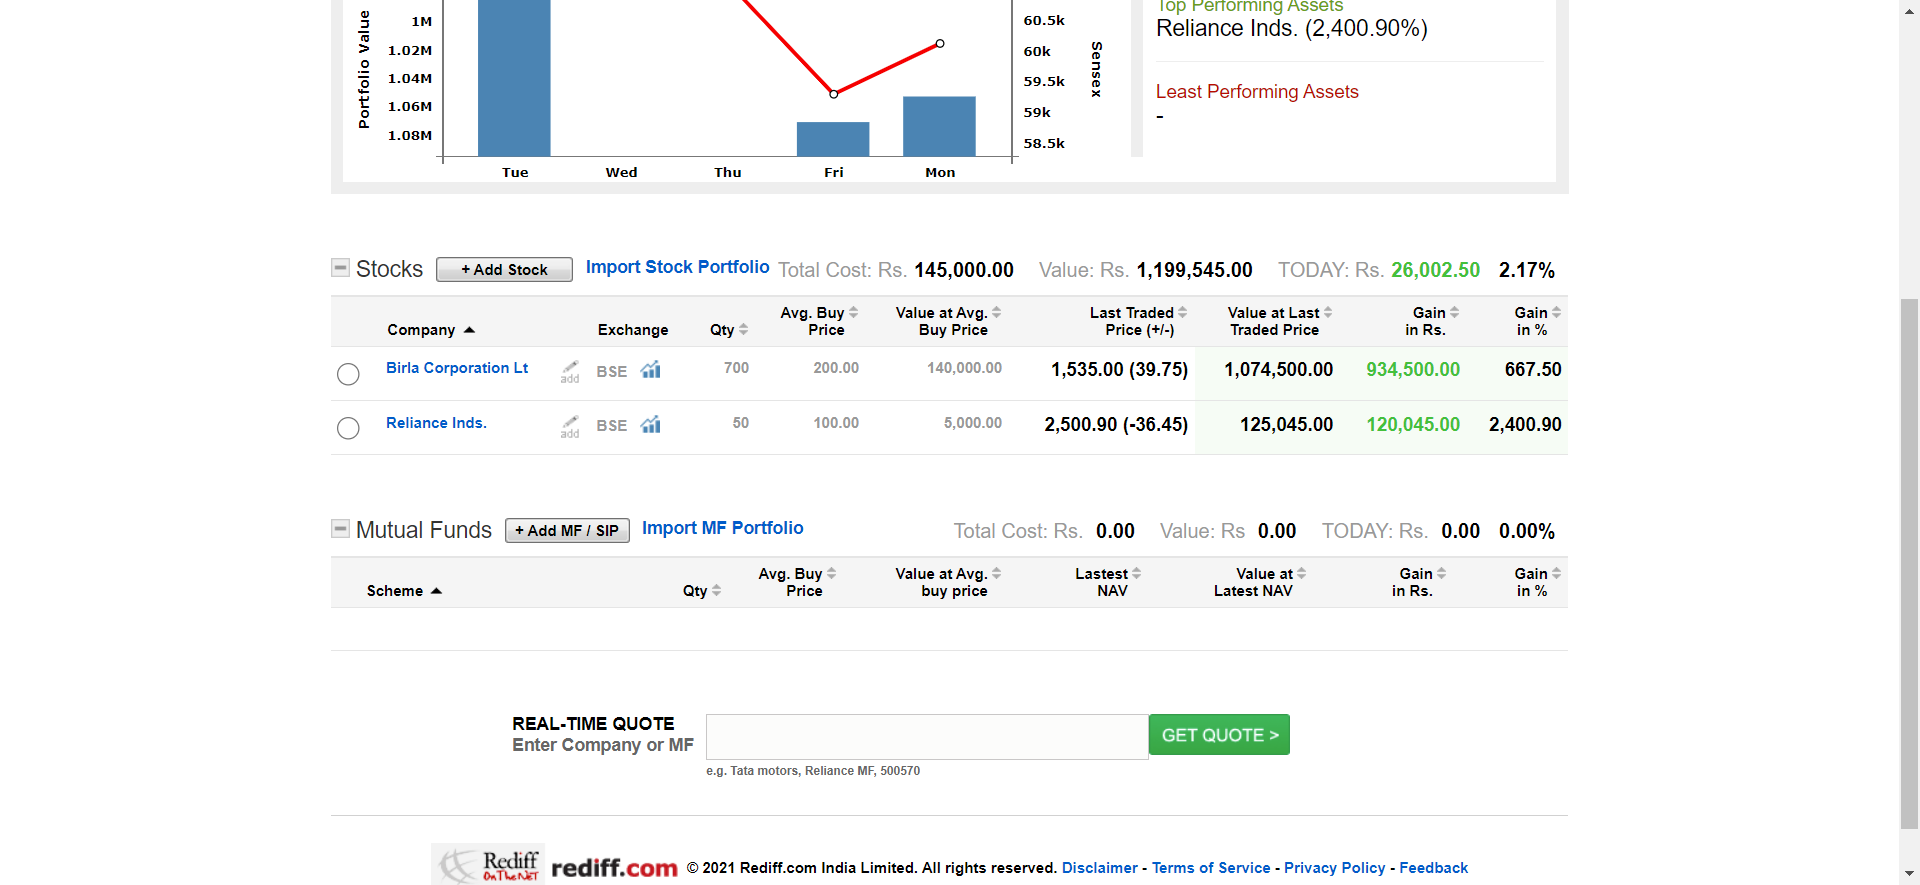 Top Performing Assets
Reliance Inds. (2,400.90%)
Least Performing Assets
-
Portfolio Value
1M
1.02M
1.04M
1.06M
1.08M
60.5k
60k
59.5k
59k
58.5k
Sensex
Tue Wed Thu Fri Mon
Stocks + Add Stock Import Stock Portfolio Total Cost: Rs. 145,000.00 Value: Rs. 1,199,545.00 TODAY: Rs. 26,002.50 2.17%
Company Exchange Qty Avg. Buy Price Value at Avg. Buy Price Last Traded Price (+/-) Value at Last Traded Price Gain in Rs. Gain in %
Birla Corporation Lt add BSE 700 200.00 140,000.00 1,535.00 (39.75) 1,074,500.00 934,500.00 667.50
Reliance Inds. add BSE 50 100.00 5,000.00 2,500.90 (-36.45) 125,045.00 120,045.00 2,400.90
Mutual Funds + Add MF / SIP Import MF Portfolio Total Cost: Rs. 0.00 Value: Rs 0.00 TODAY: Rs. 0.00 0.00%
Scheme Qty Avg. Buy Price Value at Avg. buy price Lastest NAV Value at Latest NAV Gain in Rs. Gain in %
REAL-TIME QUOTE
Enter Company or MF
GET QUOTE >
e.g. Tata motors, Reliance MF, 500570
Rediff On The NeT rediff.com © 2021 Rediff.com India Limited. All rights reserved. Disclaimer - Terms of Service - Privacy Policy - Feedback